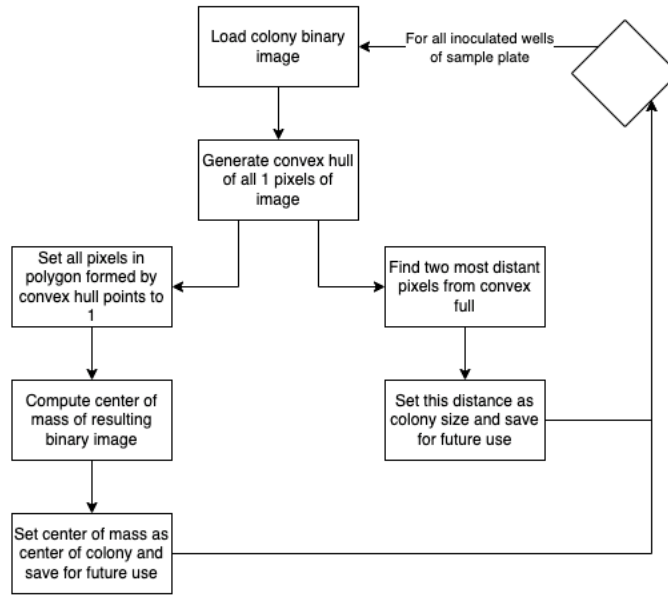 Load colony binary
image
For all inoculated wells
of sample plate
Generate convex hull
of all 1 pixels of
image
Set all pixels in
polygon formed by
convex hull points to
1
Find two most distant
pixels from convex
full
Compute center of
mass of resulting
binary image
Set this distance as
colony size and save
for future use
Set center of mass as
center of colony and
save for future use